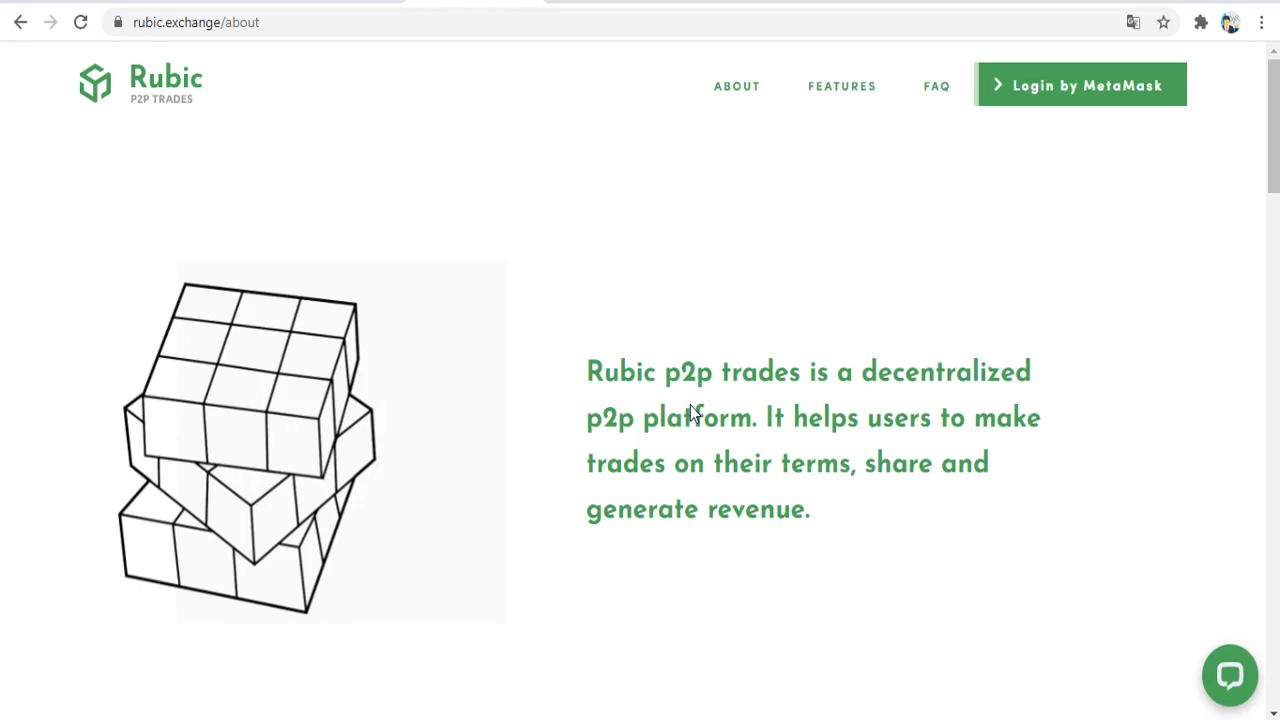 rubic.exchange/about
Rubic
P2P TRADES
ABOUT
FEATURES
FAQ
Login by MetaMask
Rubic p2p trades is a decentralized
p2p platform. It helps users to make
trades on their terms, share and
generate revenue.